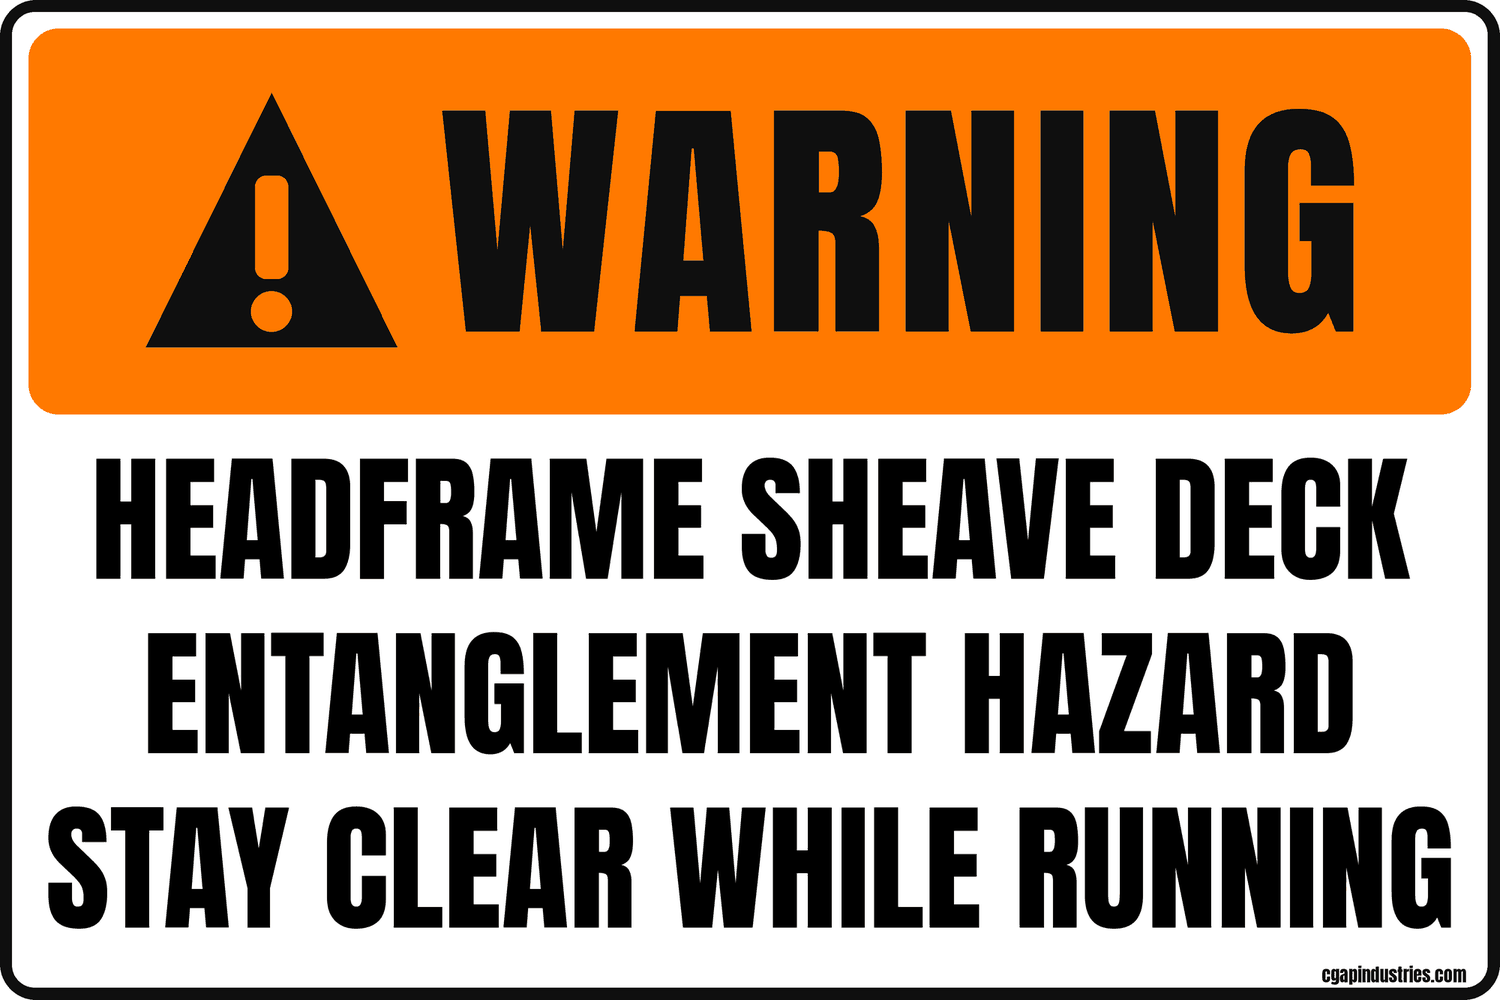 WARNING
HEADFRAME SHEAVE DECK
ENTANGLEMENT HAZARD
STAY CLEAR WHILE RUNNING
cgapindustries.com